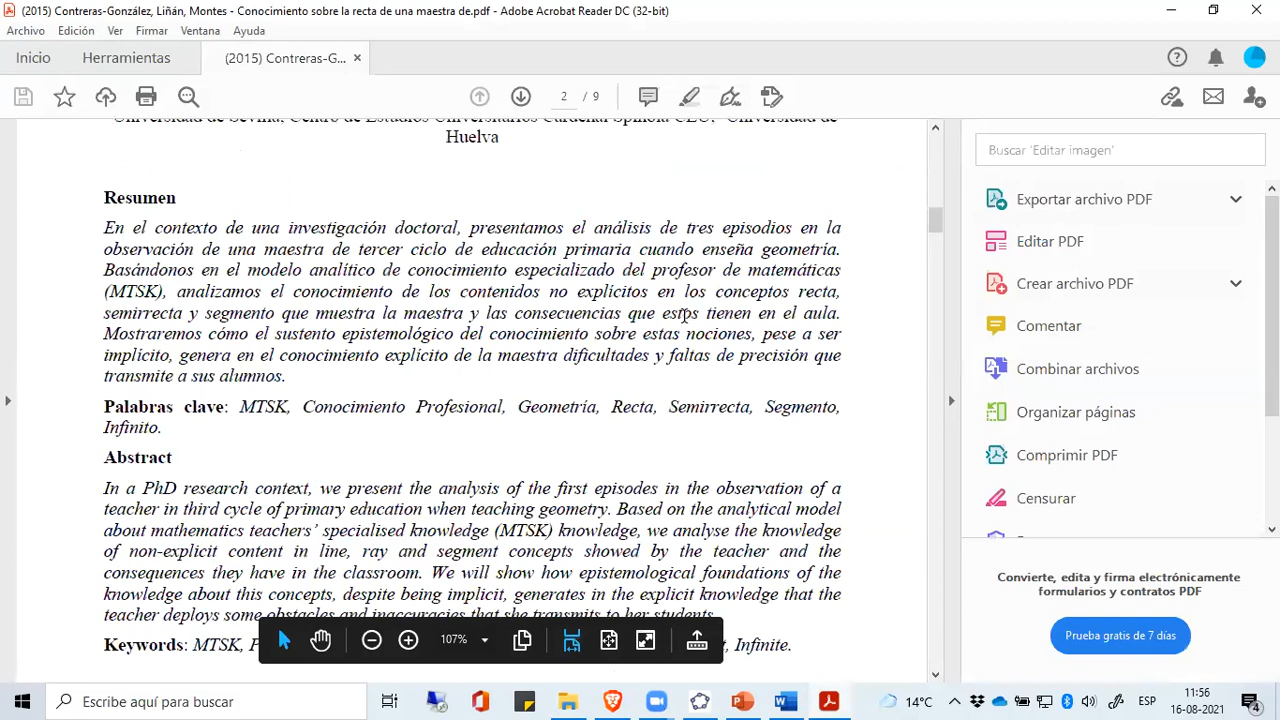 (2015) Contreras-González, Liñán, Montes - Conocimiento sobre la recta de una maestra de.pdf - Adobe Acrobat Reader DC (32-bit)
Archivo Edición Ver Firmar Ventana Ayuda
Inicio Herramientas (2015) Contreras-G... ×
2 / 9
Universidad de Sevilla, Centro de Estudios Universitarios Cardenal Spínola CEU, Universidad de
Huelva
Resumen
En el contexto de una investigación doctoral, presentamos el análisis de tres episodios en la
observación de una maestra de tercer ciclo de educación primaria cuando enseña geometría.
Basándonos en el modelo analítico de conocimiento especializado del profesor de matemáticas
(MTSK), analizamos el conocimiento de los contenidos no explícitos en los conceptos recta,
semirrecta y segmento que muestra la maestra y las consecuencias que estos tienen en el aula.
Mostraremos cómo el sustento epistemológico del conocimiento sobre estas nociones, pese a ser
implícito, genera en el conocimiento explícito de la maestra dificultades y faltas de precisión que
transmite a sus alumnos.
Palabras clave: MTSK, Conocimiento Profesional, Geometría, Recta, Semirrecta, Segmento,
Infinito.
Abstract
In a PhD research context, we present the analysis of the first episodes in the observation of a
teacher in third cycle of primary education when teaching geometry. Based on the analytical model
about mathematics teachers' specialised knowledge (MTSK) knowledge, we analyse the knowledge
of non-explicit content in line, ray and segment concepts showed by the teacher and the
consequences they have in the classroom. We will show how epistemological foundations of the
knowledge about this concepts, despite being implicit, generates in the explicit knowledge that the
teacher deploys some obstacles and inaccuracies that she transmits to her students.
Keywords: MTSK, P
Infinite.
107%
Buscar 'Editar imagen'
Exportar archivo PDF
Editar PDF
Crear archivo PDF
Comentar
Combinar archivos
Organizar páginas
Comprimir PDF
Censurar
Convierte, edita y firma electrónicamente
formularios y contratos PDF
Prueba gratis de 7 días
Escribe aquí para buscar
14°C
ESP
11:56
16-08-2021
4